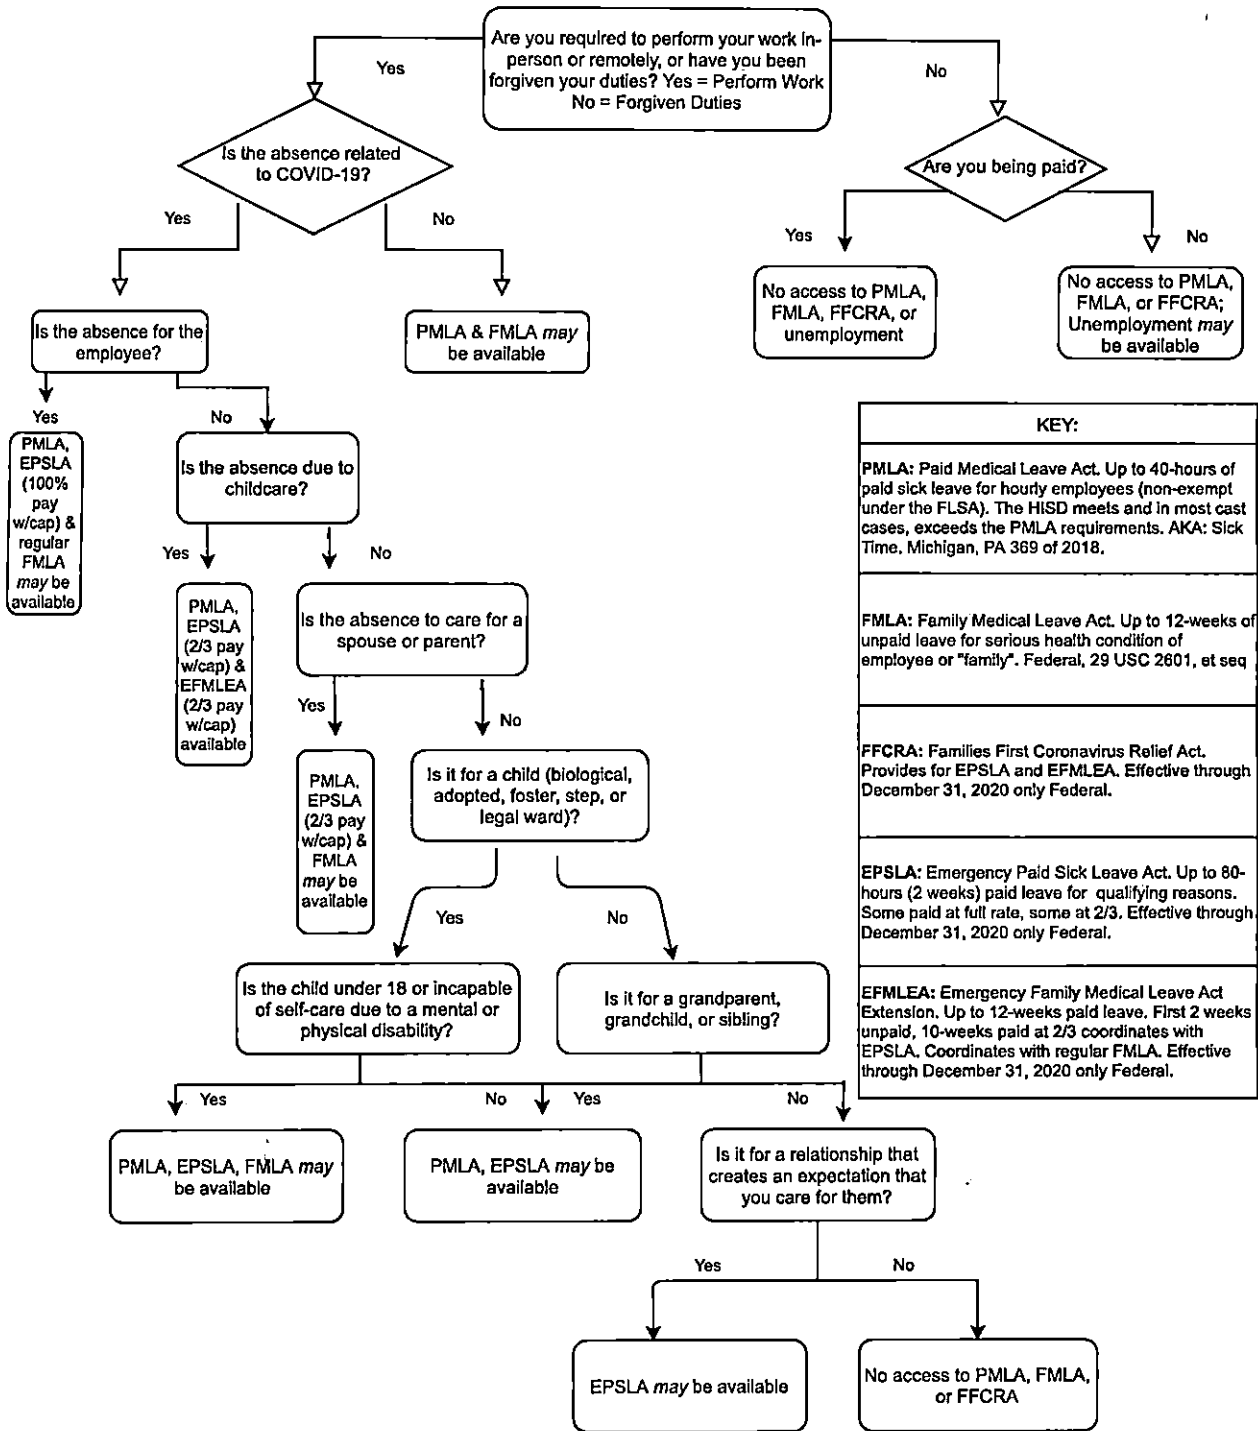 Are you required to perform your work in-
person or remotely, or have you been
forgiven your duties? Yes = Perform Work
No = Forgiven Duties
Yes
No
Is the absence related
to COVID-19?
Are you being paid?
Yes
No
Yes
No
Is the absence for the
employee?
PMLA & FMLA may
be available
No access to PMLA,
FMLA, FFCRA, or
unemployment
No access to PMLA,
FMLA, or FFCRA;
Unemployment may
be available
Yes
No
PMLA,
EPSLA
(100%
pay
w/cap) &
regular
FMLA
may be
available
Is the absence due to
childcare?
Yes
No
PMLA,
EPSLA
(2/3 pay
w/cap) &
EFMLEA
(2/3 pay
w/cap)
available
Is the absence to care for a
spouse or parent?
Yes
No
PMLA,
EPSLA
(2/3 pay
w/cap) &
FMLA
may be
available
Is it for a child (biological,
adopted, foster, step, or
legal ward)?
Yes
No
Is the child under 18 or incapable
of self-care due to a mental or
physical disability?
Is it for a grandparent,
grandchild, or sibling?
Yes
No
Yes
No
PMLA, EPSLA, FMLA may
be available
PMLA, EPSLA may be
available
Is it for a relationship that
creates an expectation that
you care for them?
Yes
No
EPSLA may be available
No access to PMLA, FMLA,
or FFCRA
KEY:
PMLA: Paid Medical Leave Act. Up to 40-hours of
paid sick leave for hourly employees (non-exempt
under the FLSA). The HISD meets and in most cast
cases, exceeds the PMLA requirements. AKA: Sick
Time. Michigan, PA 369 of 2018.
FMLA: Family Medical Leave Act. Up to 12-weeks of
unpaid leave for serious health condition of
employee or "family". Federal, 29 USC 2601, et seq
FFCRA: Families First Coronavirus Relief Act.
Provides for EPSLA and EFMLEA. Effective through
December 31, 2020 only Federal.
EPSLA: Emergency Paid Sick Leave Act. Up to 80-
hours (2 weeks) paid leave for qualifying reasons.
Some paid at full rate, some at 2/3. Effective through
December 31, 2020 only Federal.
EFMLEA: Emergency Family Medical Leave Act
Extension. Up to 12-weeks paid leave. First 2 weeks
unpaid, 10-weeks paid at 2/3 coordinates with
EPSLA. Coordinates with regular FMLA. Effective
through December 31, 2020 only Federal.